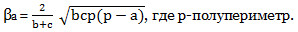 βa = 2/(b+c) √bcp(p − a), где p-полупериметр.